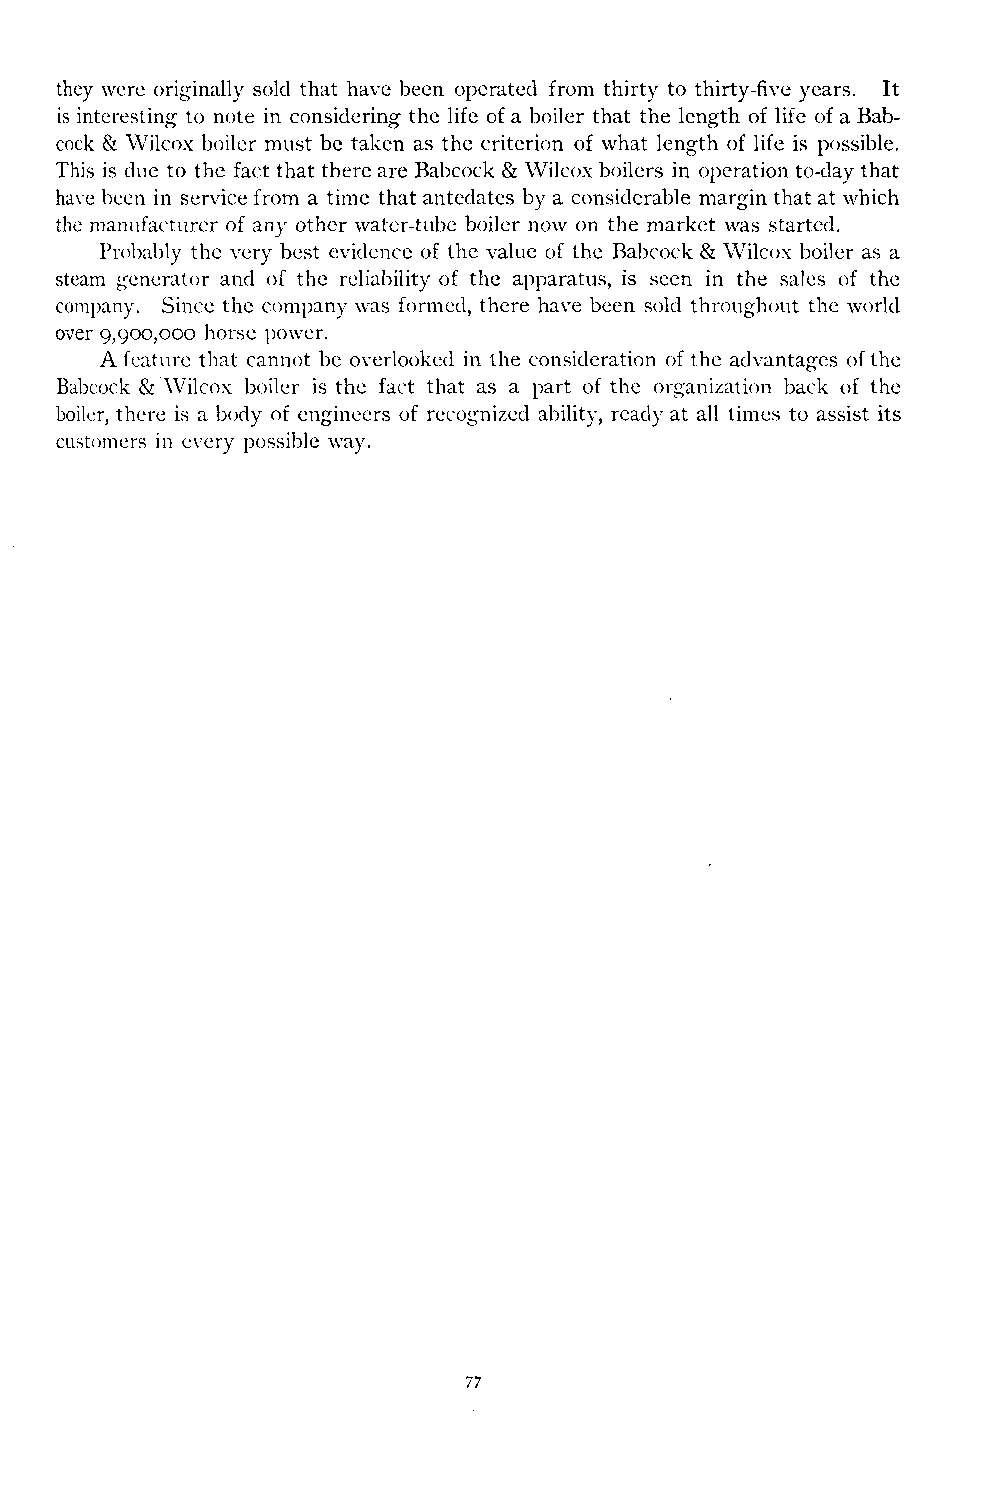 they were originally sold that have been operated from thirty to thirty-five years. It
is interesting to note in considering the life of a boiler that the length of life of a Bab-
cock & Wilcox boiler must be taken as the criterion of what length of life is possible.
This is due to the fact that there are Babcock & Wilcox boilers in operation to-day that
have been in service from a time that antedates by a considerable margin that at which
the manufacturer of any other water-tube boiler now on the market was started.
Probably the very best evidence of the value of the Babcock & Wilcox boiler as a
steam generator and of the reliability of the apparatus, is seen in the sales of the
company. Since the company was formed, there have been sold throughout the world
over 9,900,000 horse power.
A feature that cannot be overlooked in the consideration of the advantages of the
Babcock & Wilcox boiler is the fact that as a part of the organization back of the
boiler, there is a body of engineers of recognized ability, ready at all times to assist its
customers in every possible way.
77